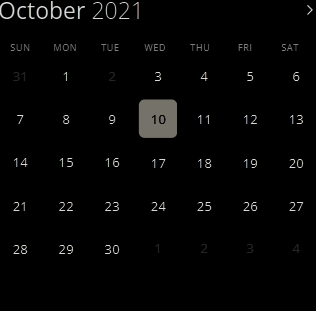 October 2021
SUN MON TUE WED THU FRI SAT
31 1 2 3 4 5 6
7 8 9 10 11 12 13
14 15 16 17 18 19 20
21 22 23 24 25 26 27
28 29 30 1 2 3 4